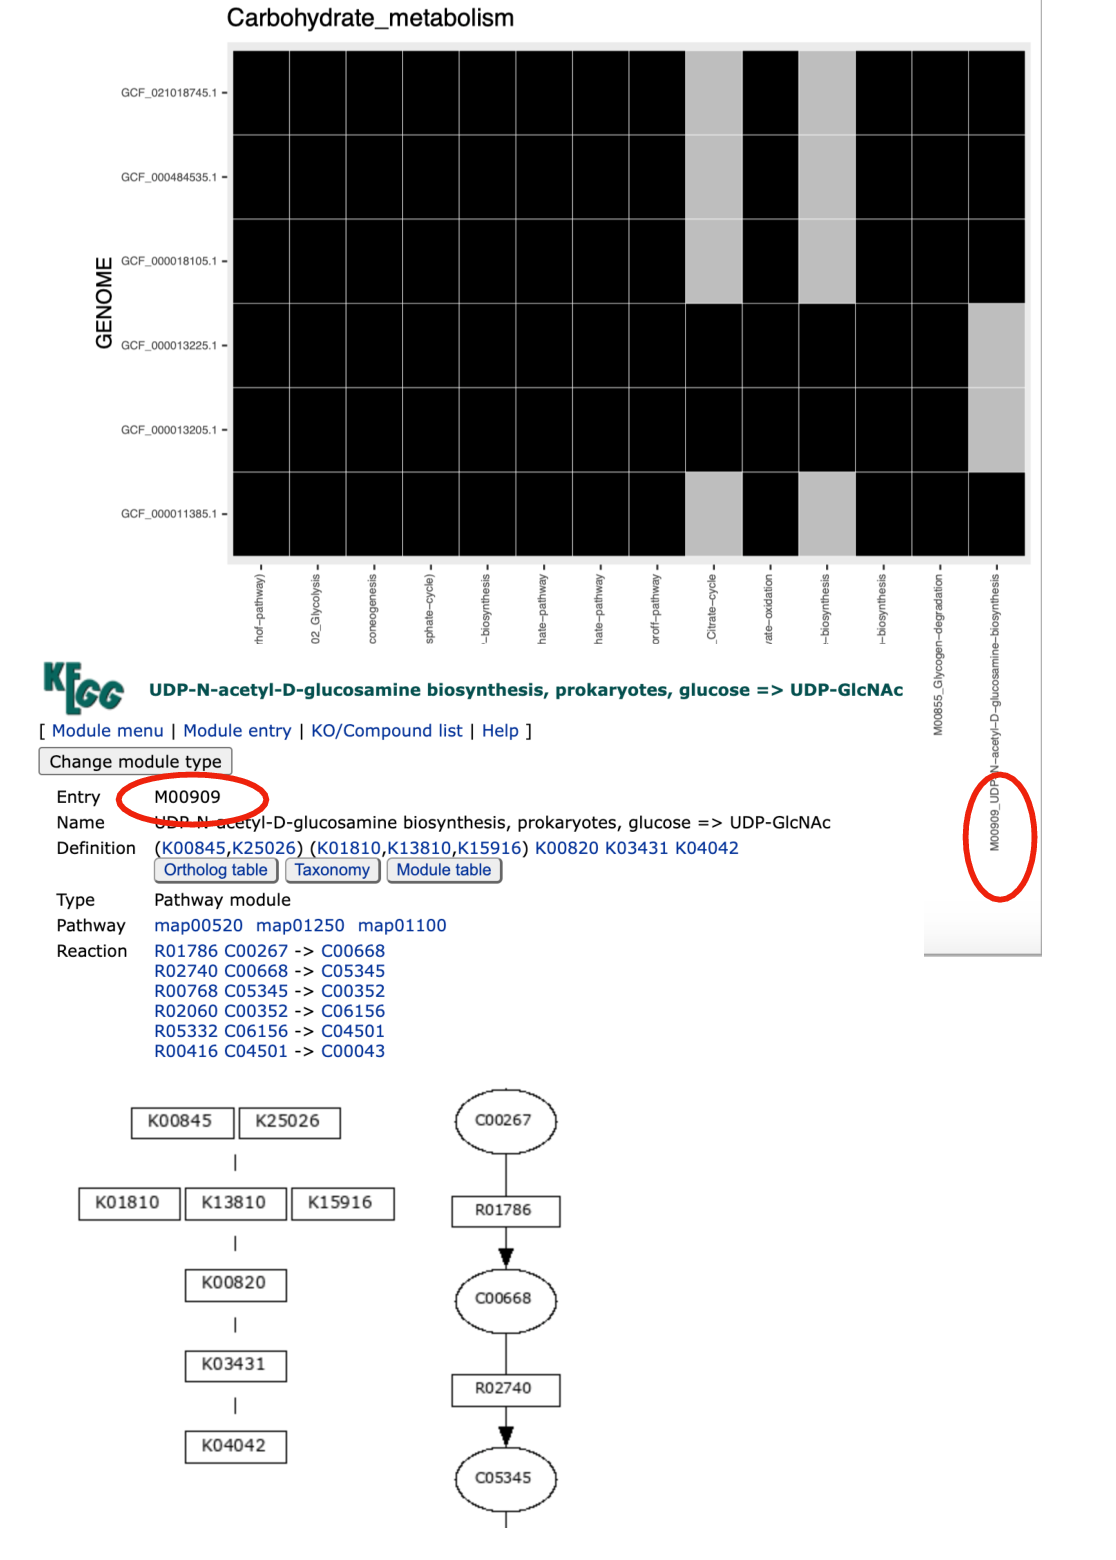 Carbohydrate_metabolism
GENOME
GCF_021018745.1
GCF_000484535.1
GCF_000018105.1
GCF_000013225.1
GCF_000013205.1
GCF_000011385.1
rhof-pathway)
02_Glycolysis
coneogenesis
sphate-cycle)
-biosynthesis
hate-pathway
hate-pathway
oroff-pathway
_Citrate-cycle
/ate-oxidation
-biosynthesis
-biosynthesis
M00855_Glycogen-degradation
M00909_UDP-N-acetyl-D-glucosamine-biosynthesis
KEGG
UDP-N-acetyl-D-glucosamine biosynthesis, prokaryotes, glucose => UDP-GlcNAc
[ Module menu | Module entry | KO/Compound list | Help ]
Change module type
Entry M00909
Name UDP-N-acetyl-D-glucosamine biosynthesis, prokaryotes, glucose => UDP-GlcNAc
Definition (K00845,K25026) (K01810,K13810,K15916) K00820 K03431 K04042
Ortholog table Taxonomy Module table
Type Pathway module
Pathway map00520 map01250 map01100
Reaction R01786 C00267 -> C00668
R02740 C00668 -> C05345
R00768 C05345 -> C00352
R02060 C00352 -> C06156
R05332 C06156 -> C04501
R00416 C04501 -> C00043
K00845 K25026
K01810 K13810 K15916
K00820
K03431
K04042
C00267
R01786
C00668
R02740
C05345